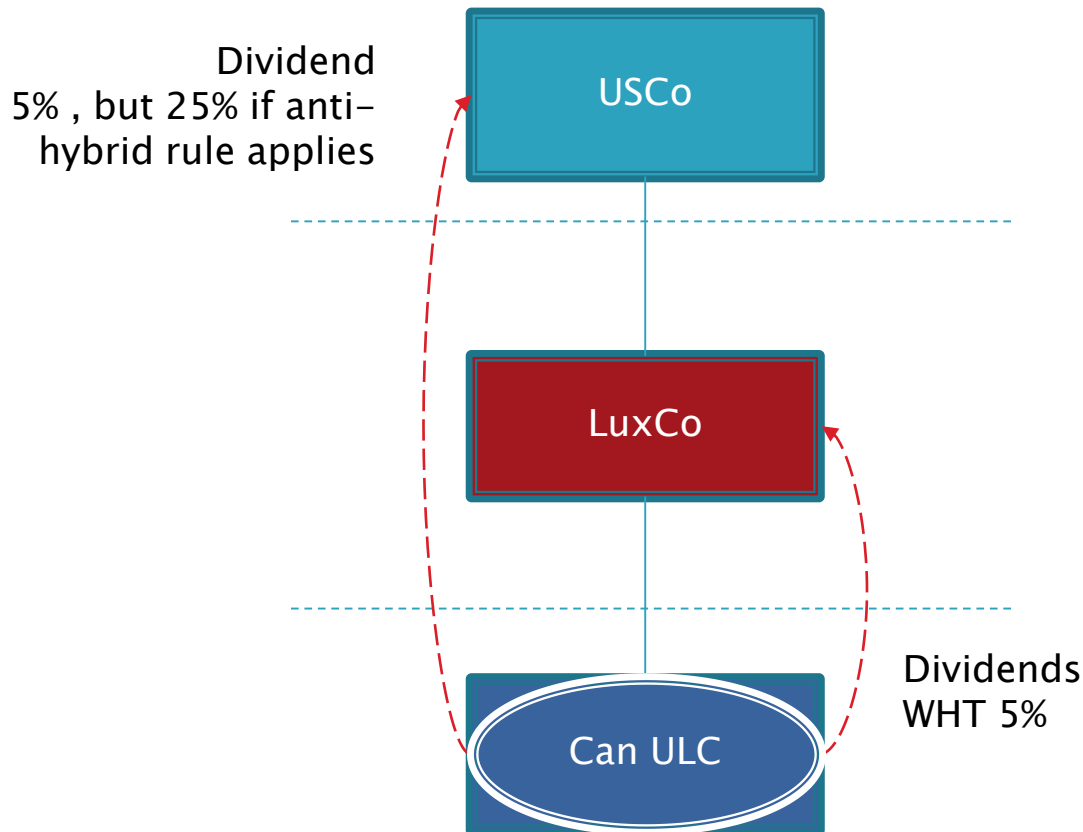 Dividend
5% , but 25% if anti-
hybrid rule applies
USCo
LuxCo
Dividends
WHT 5%
Can ULC